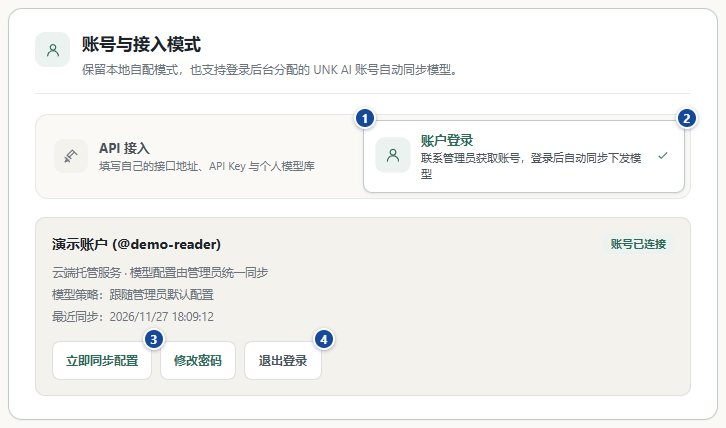 账号与接入模式
保留本地自配模式，也支持登录后台分配的 UNK AI 账号自动同步模型。
1
2
API 接入
填写自己的接口地址、API Key 与个人模型库
账户登录
联系管理员获取账号，登录后自动同步下发模
型
演示账户 (@demo-reader)
账号已连接
云端托管服务 · 模型配置由管理员统一同步
模型策略：跟随管理员默认配置
最近同步：2026/11/27 18:09:12
3
4
立即同步配置
修改密码
退出登录